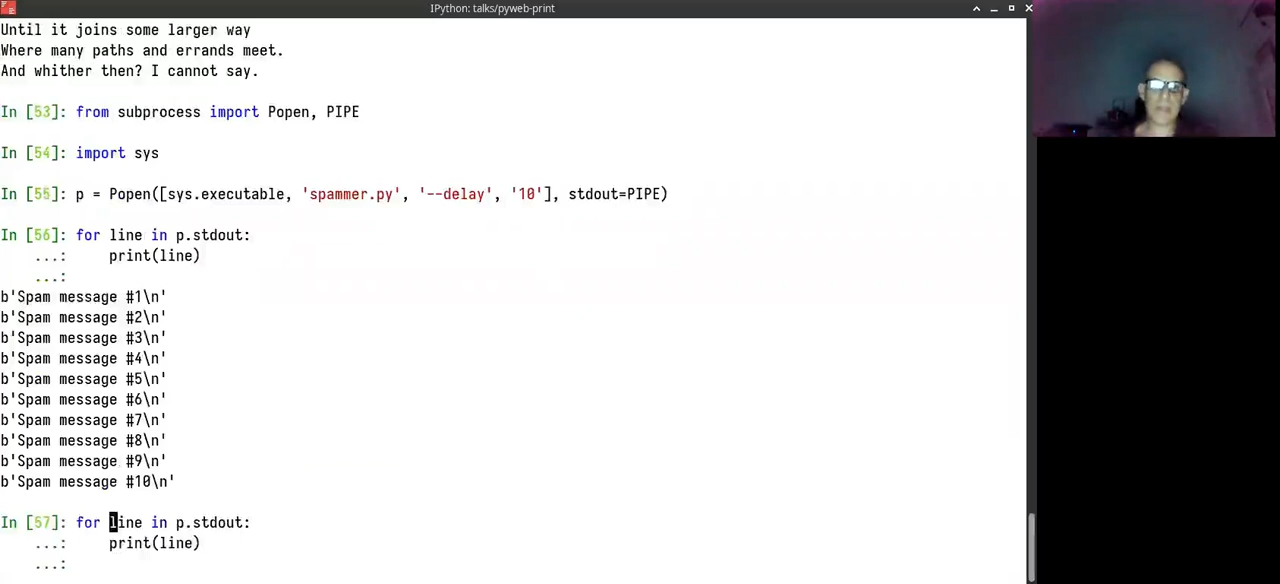 IPython: talks/pyweb-print
Until it joins some larger way
Where many paths and errands meet.
And whither then? I cannot say.
In [53]: from subprocess import Popen, PIPE
In [54]: import sys
In [55]: p = Popen([sys.executable, 'spammer.py', '--delay', '10'], stdout=PIPE)
In [56]: for line in p.stdout:
...: print(line)
...:
b'Spam message #1\n'
b'Spam message #2\n'
b'Spam message #3\n'
b'Spam message #4\n'
b'Spam message #5\n'
b'Spam message #6\n'
b'Spam message #7\n'
b'Spam message #8\n'
b'Spam message #9\n'
b'Spam message #10\n'
In [57]: for line in p.stdout:
...: print(line)
...: